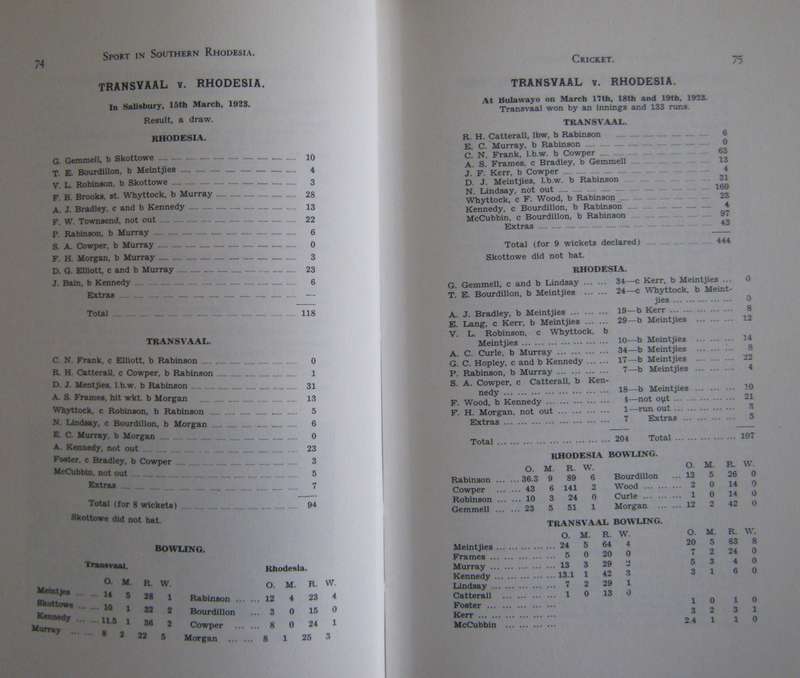 74
SPORT IN SOUTHERN RHODESIA.
TRANSVAAL v. RHODESIA.
In Salisbury, 15th March, 1923.
Result, a draw.
RHODESIA.
G. Gemmell, b Skottowe 10
T. E. Bourdillon, b Meintjes 4
V. L. Robinson, b Skottowe 3
F. B. Brooks, st. Whyttock, b Murray 28
A. J. Bradley, c and b Kennedy 13
F. W. Townsend, not out 22
P. Rabinson, b Murray 6
S. A. Cowper, b Murray 0
F. H. Morgan, b Murray 3
D. G. Elliott, c and b Murray 23
J. Bain, b Kennedy 6
Extras —
Total 118
TRANSVAAL.
C. N. Frank, c Elliott, b Rabinson 0
R. H. Catterall, c Cowper, b Rabinson 1
D. J. Mentjies, l.b.w. b Rabinson 31
A. S. Frames, hit wkt. b Morgan 13
Whyttock, c Robinson, b Rabinson 5
N. Lindsay, c Bourdillon, b Morgan 6
E. C. Murray, b Morgan 0
A. Kennedy, not out 23
Foster, c Bradley, b Cowper 3
McCubbin, not out 5
Extras 7
Total (for 8 wickets) 94
Skottowe did not bat.
BOWLING.
Transvaal. Rhodesia.
O. M. R. W. O. M. R. W.
Meintjes 14 5 28 1 Rabinson 12 4 23 4
Skottowe 10 1 32 2 Bourdillon 3 0 15 0
Kennedy 11.5 1 36 2 Cowper 8 0 24 1
Murray 8 2 22 5 Morgan 8 1 25 3
CRICKET. 75
TRANSVAAL v. RHODESIA.
At Bulawayo on March 17th, 18th and 19th, 1923.
Transvaal won by an innings and 133 runs.
TRANSVAAL.
R. H. Catterall, lbw, b Rabinson 6
E. C. Murray, b Rabinson 0
C. N. Frank, l.b.w. b Cowper 63
A. S. Frames, c Bradley, b Gemmell 13
J. F. Kerr, b Cowper 4
D. J. Meintjies, l.b.w. b Rabinson 31
N. Lindsay, not out 160
Whyttock, c F. Wood, b Rabinson 23
Kennedy, c Bourdillon, b Rabinson 4
McCubbin, c Bourdillon, b Rabinson 97
Extras 43
Total (for 9 wickets declared) 444
Skottowe did not bat.
RHODESIA.
G. Gemmell, c and b Lindsay 34—c Kerr, b Meintjies 0
T. E. Bourdillon, b Meintjies 24—c Whyttock, b Meint-
jies 0
A. J. Bradley, b Meintjies 19—b Kerr 8
E. Lang, c Kerr, b Meintjies 29—b Meintjies 12
V. L. Robinson, c Whyttock, b
Meintjies 10—b Meintjies 14
A. C. Curle, b Murray 34—b Meintjies 8
G. C. Hopley, c and b Kennedy 17—b Meintjies 22
P. Rabinson, b Murray 7—b Meintjies 4
S. A. Cowper, c Catterall, b Ken-
nedy 18—b Meintjies 10
F. Wood, b Kennedy 4—not out 21
F. H. Morgan, not out 1—run out 3
Extras 7 Extras 5
Total 204 Total 107
RHODESIA BOWLING.
O. M. R. W. O. M. R. W.
Rabinson 36.3 9 89 6 Bourdillon 13 5 26 0
Cowper 43 6 141 2 Wood 2 0 14 0
Robinson 10 3 24 0 Curle 1 0 14 0
Gemmell 23 5 51 1 Morgan 12 2 42 0
TRANSVAAL BOWLING.
O. M. R. W. O. M. R. W.
Meintjies 24 5 64 4 20 5 63 8
Frames 5 0 20 0 7 2 24 0
Murray 13 3 29 2 5 3 4 0
Kennedy 13.1 1 42 3 3 1 6 0
Lindsay 7 2 29 1
Catterall 1 0 13 0
Foster 1 0 1 0
Kerr 3 2 3 1
McCubbin 2.4 1 1 0